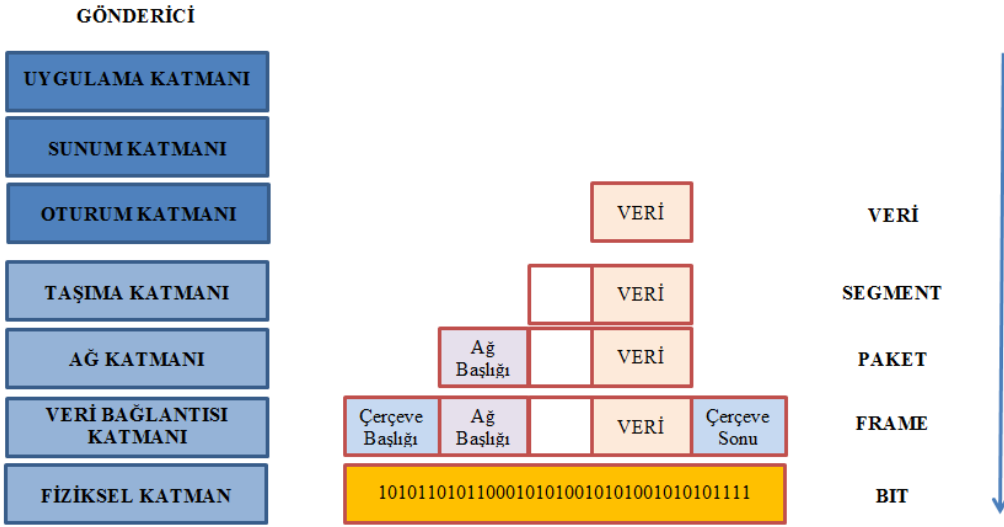 GÖNDERİCİ
UYGULAMA KATMANI
SUNUM KATMANI
OTURUM KATMANI
VERİ
VERİ
TAŞIMA KATMANI
VERİ
SEGMENT
AĞ KATMANI
Ağ
Başlığı
VERİ
PAKET
VERİ BAĞLANTISI
KATMANI
Çerçeve
Başlığı
Ağ
Başlığı
VERİ
Çerçeve
Sonu
FRAME
FİZİKSEL KATMAN
10101101011000101010010101001010101111
BIT